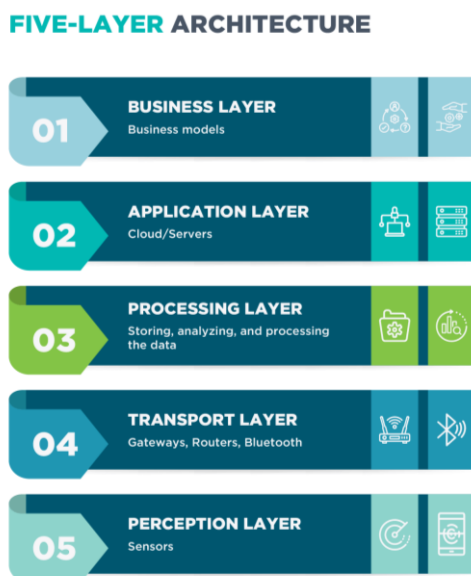 FIVE-LAYER ARCHITECTURE
01
BUSINESS LAYER
Business models
02
APPLICATION LAYER
Cloud/Servers
03
PROCESSING LAYER
Storing, analyzing, and processing
the data
04
TRANSPORT LAYER
Gateways, Routers, Bluetooth
05
PERCEPTION LAYER
Sensors